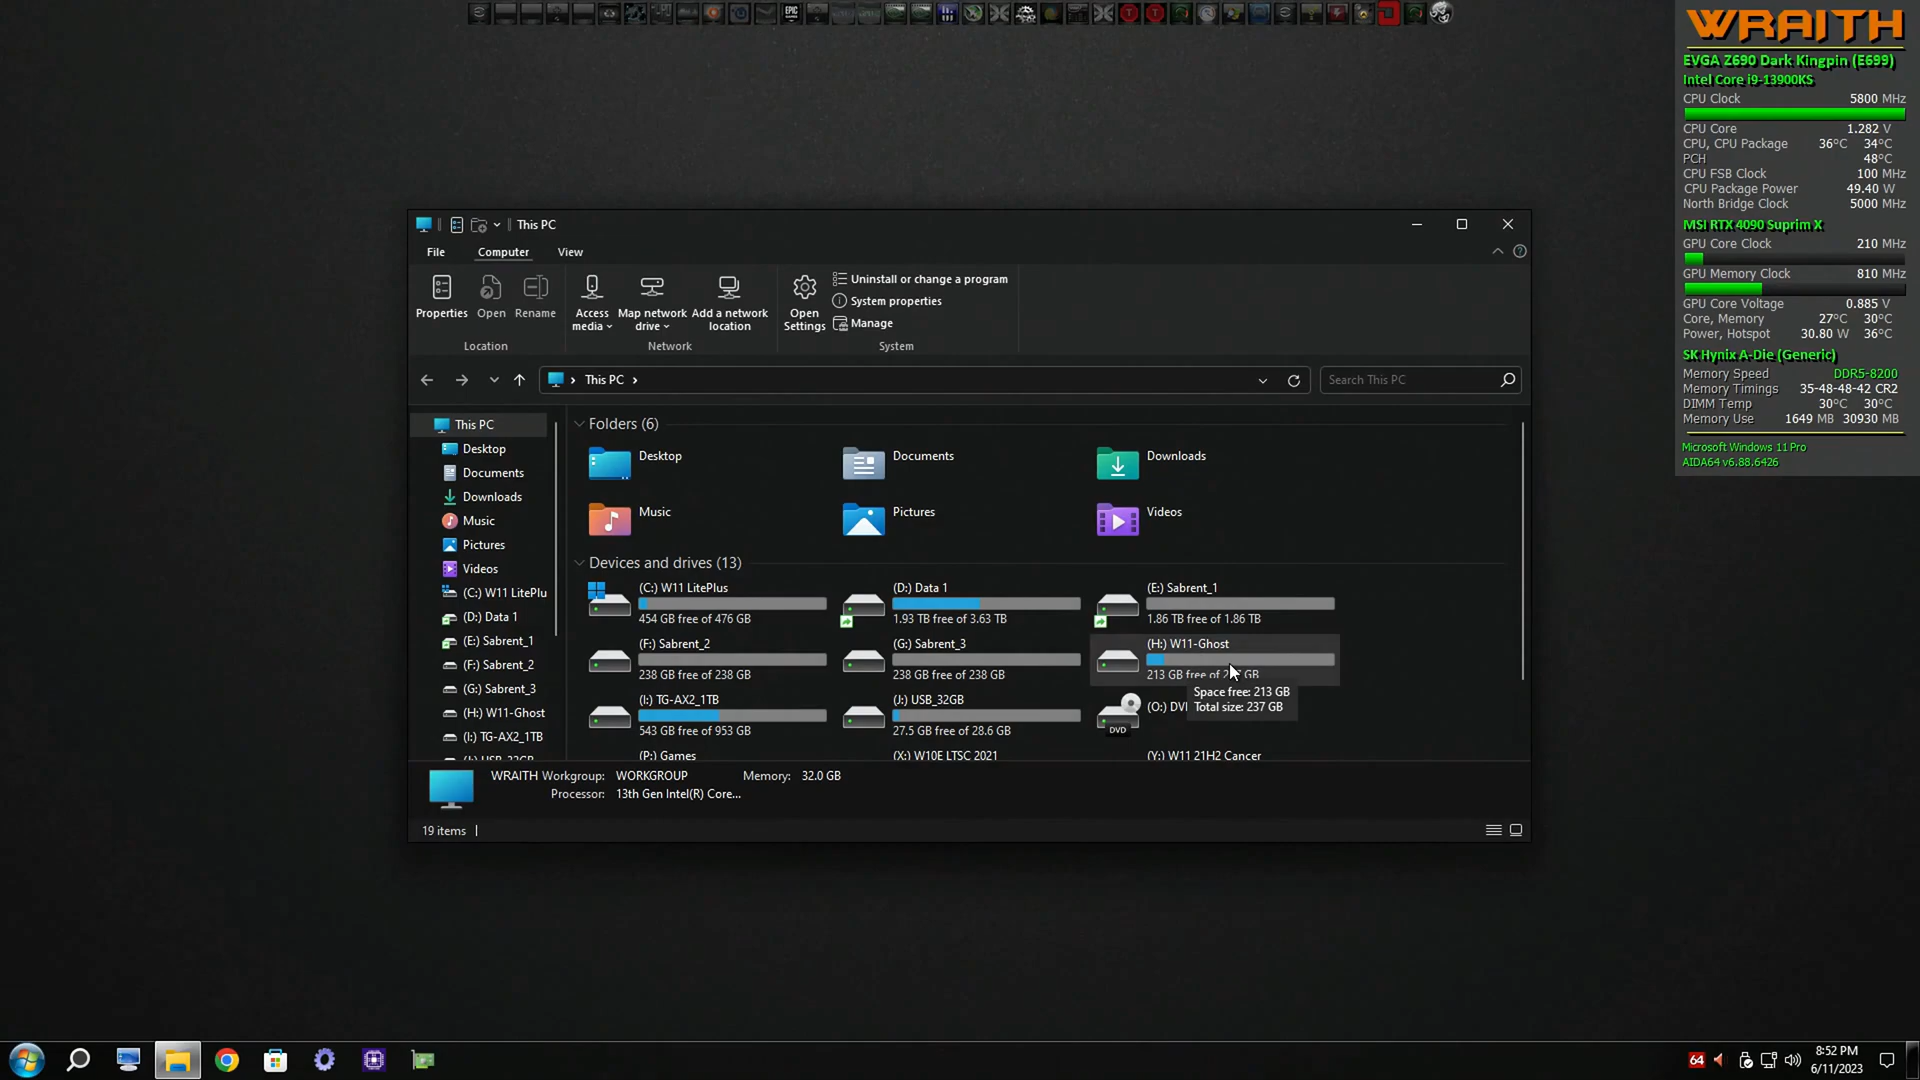 EPIC
This PC
File
Computer
View
Properties
Open
Rename
Location
Access media
Map network drive
Add a network location
Network
Open Settings
Uninstall or change a program
System properties
Manage
System
This PC
Search This PC
This PC
Desktop
Documents
Downloads
Music
Pictures
Videos
(C:) W11 LitePlu
(D:) Data 1
(E:) Sabrent_1
(F:) Sabrent_2
(G:) Sabrent_3
(H:) W11-Ghost
(I:) TG-AX2_1TB
Folders (6)
Desktop
Documents
Downloads
Music
Pictures
Videos
Devices and drives (13)
(C:) W11 LitePlus
454 GB free of 476 GB
(D:) Data 1
1.93 TB free of 3.63 TB
(E:) Sabrent_1
1.86 TB free of 1.86 TB
(F:) Sabrent_2
238 GB free of 238 GB
(G:) Sabrent_3
238 GB free of 238 GB
(H:) W11-Ghost
213 GB free of GB
Space free: 213 GB
Total size: 237 GB
(I:) TG-AX2_1TB
543 GB free of 953 GB
(J:) USB_32GB
27.5 GB free of 28.6 GB
(O:)
DVD
(P:) Games
(X:) W10E LTSC 2021
(Y:) W11 21H2 Cancer
WRAITH Workgroup: WORKGROUP
Memory: 32.0 GB
Processor: 13th Gen Intel(R) Core...
19 items
WRAITH
EVGA Z690 Dark Kingpin (E699)
Intel Core i9-13900KS
CPU Clock 5800 MHz
CPU Core 1.282 V
CPU, CPU Package 36°C 34°C
PCH 48°C
CPU FSB Clock 100 MHz
CPU Package Power 49.40 W
North Bridge Clock 5000 MHz
MSI RTX 4090 Suprim X
GPU Core Clock 210 MHz
GPU Memory Clock 810 MHz
GPU Core Voltage 0.885 V
Core, Memory 27°C 30°C
Power, Hotspot 30.80 W 36°C
SK Hynix A-Die (Generic)
Memory Speed DDR5-8200
Memory Timings 35-48-48-42 CR2
DIMM Temp 30°C 30°C
Memory Use 1649 MB 30930 MB
Microsoft Windows 11 Pro
AIDA64 v6.88.6426
64
8:52 PM
6/11/2023